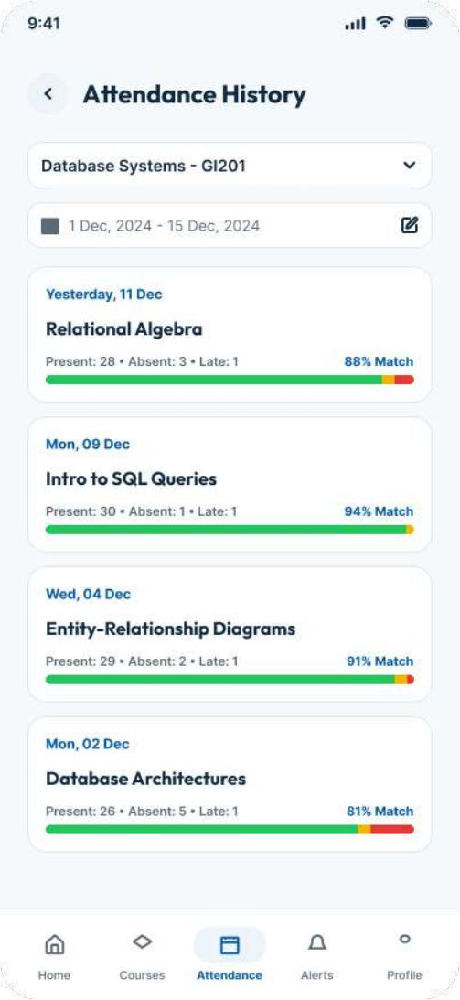 9:41
Attendance History
Database Systems - GI201
1 Dec, 2024 - 15 Dec, 2024
Yesterday, 11 Dec
Relational Algebra
Present: 28 • Absent: 3 • Late: 1 88% Match
Mon, 09 Dec
Intro to SQL Queries
Present: 30 • Absent: 1 • Late: 1 94% Match
Wed, 04 Dec
Entity-Relationship Diagrams
Present: 29 • Absent: 2 • Late: 1 91% Match
Mon, 02 Dec
Database Architectures
Present: 26 • Absent: 5 • Late: 1 81% Match
Home Courses Attendance Alerts Profile